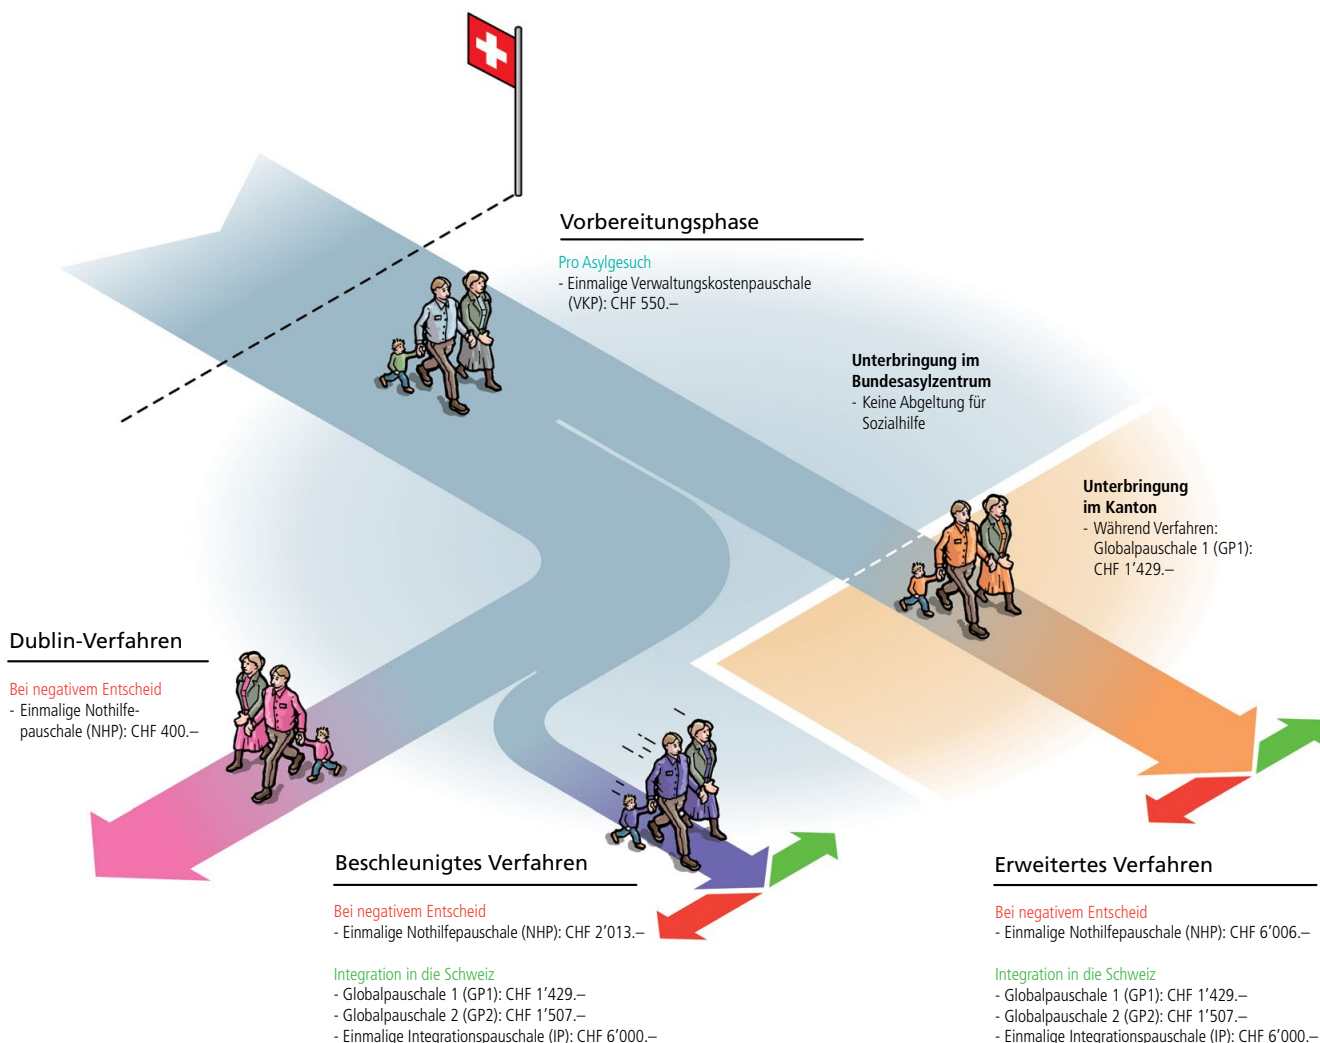 Vorbereitungsphase
Pro Asylgesuch
- Einmalige Verwaltungskostenpauschale
(VKP): CHF 550.–
Unterbringung im
Bundesasylzentrum
- Keine Abgeltung für
Sozialhilfe
Unterbringung
im Kanton
- Während Verfahren:
Globalpauschale 1 (GP1):
CHF 1’429.–
Dublin-Verfahren
Bei negativem Entscheid
- Einmalige Nothilfe-
pauschale (NHP): CHF 400.–
Beschleunigtes Verfahren
Bei negativem Entscheid
- Einmalige Nothilfepauschale (NHP): CHF 2’013.–
Integration in die Schweiz
- Globalpauschale 1 (GP1): CHF 1’429.–
- Globalpauschale 2 (GP2): CHF 1’507.–
- Einmalige Integrationspauschale (IP): CHF 6’000.–
Erweitertes Verfahren
Bei negativem Entscheid
- Einmalige Nothilfepauschale (NHP): CHF 6’006.–
Integration in die Schweiz
- Globalpauschale 1 (GP1): CHF 1’429.–
- Globalpauschale 2 (GP2): CHF 1’507.–
- Einmalige Integrationspauschale (IP): CHF 6’000.–